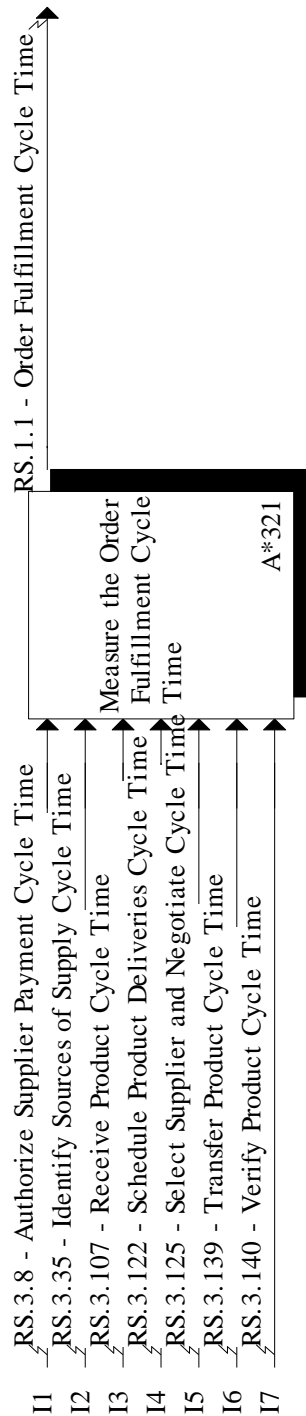 RS.1.1 - Order Fulfillment Cycle Time
I1 RS.3.8 - Authorize Supplier Payment Cycle Time
RS.3.35 - Identify Sources of Supply Cycle Time
I2
RS.3.107 - Receive Product Cycle Time
I3
RS.3.122 - Schedule Product Deliveries Cycle Time
I4
RS.3.125 - Select Supplier and Negotiate Cycle Time
I5
RS.3.139 - Transfer Product Cycle Time
I6
RS.3.140 - Verify Product Cycle Time
I7
Measure the Order
Fulfillment Cycle
Time
A*321